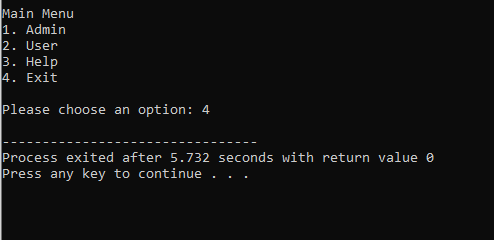 Main Menu
1. Admin
2. User
3. Help
4. Exit
Please choose an option: 4
--------------------------------
Process exited after 5.732 seconds with return value 0
Press any key to continue . . .